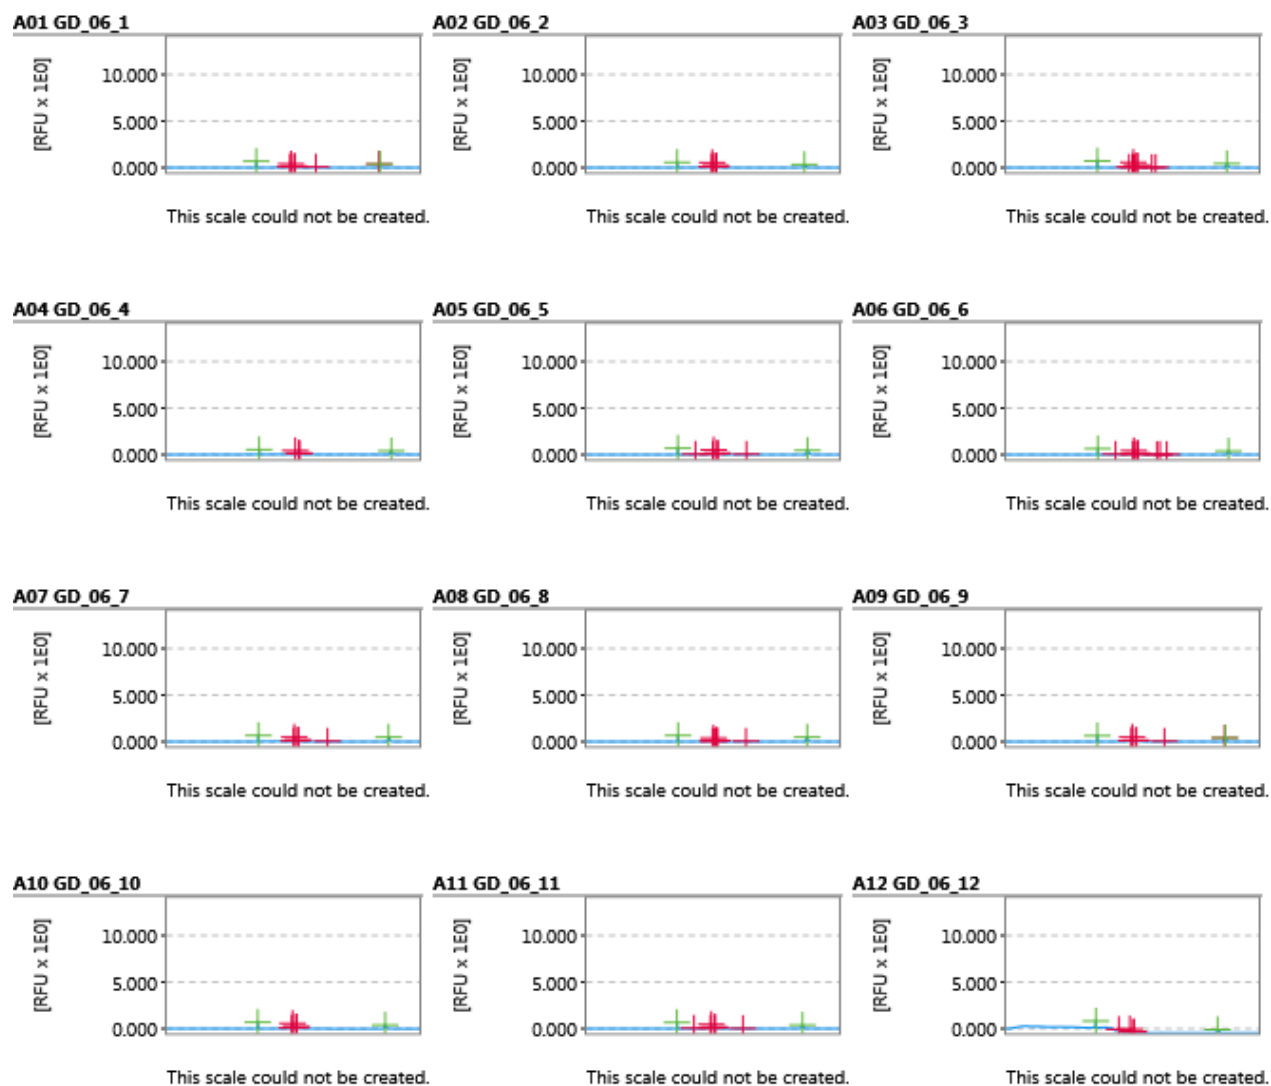 A01 GD_06_1 A02 GD_06_2 A03 GD_06_3
[RFU x 1E0] 10.000 [RFU x 1E0] 10.000 [RFU x 1E0] 10.000
5.000 5.000 5.000
0.000 0.000 0.000
This scale could not be created. This scale could not be created. This scale could not be created.
A04 GD_06_4 A05 GD_06_5 A06 GD_06_6
[RFU x 1E0] 10.000 [RFU x 1E0] 10.000 [RFU x 1E0] 10.000
5.000 5.000 5.000
0.000 0.000 0.000
This scale could not be created. This scale could not be created. This scale could not be created.
A07 GD_06_7 A08 GD_06_8 A09 GD_06_9
[RFU x 1E0] 10.000 [RFU x 1E0] 10.000 [RFU x 1E0] 10.000
5.000 5.000 5.000
0.000 0.000 0.000
This scale could not be created. This scale could not be created. This scale could not be created.
A10 GD_06_10 A11 GD_06_11 A12 GD_06_12
[RFU x 1E0] 10.000 [RFU x 1E0] 10.000 [RFU x 1E0] 10.000
5.000 5.000 5.000
0.000 0.000 0.000
This scale could not be created. This scale could not be created. This scale could not be created.